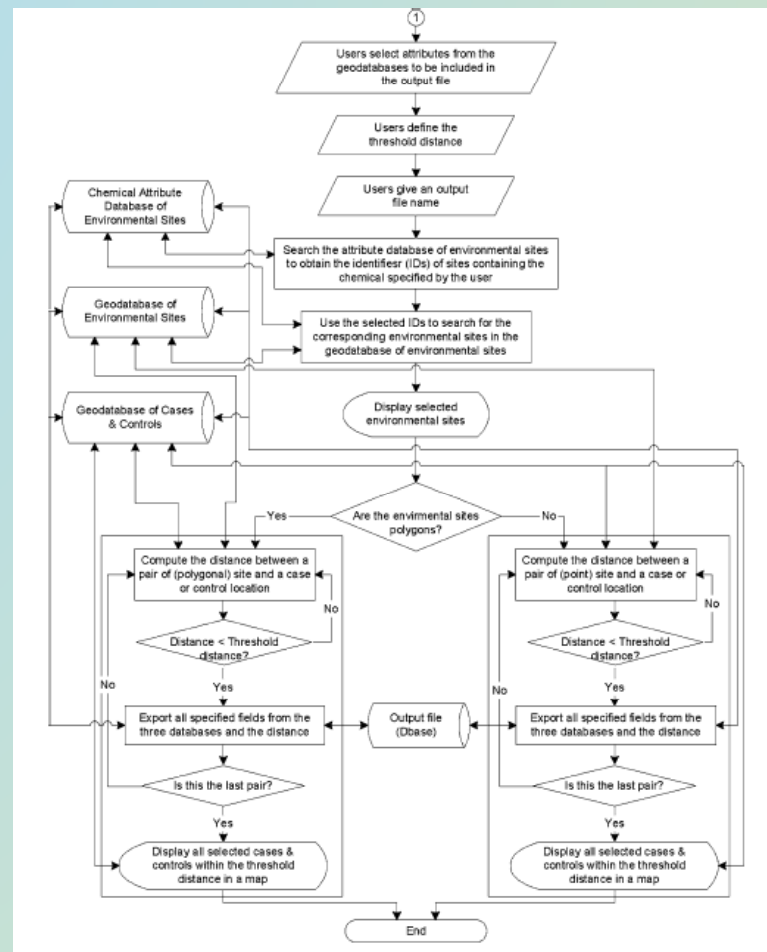 1
Users select attributes from the
geodatabases to be included in
the output file
Users define the
threshold distance
Users give an output
file name
Chemical Attribute
Database of
Environmental Sites
Search the attribute database of environmental sites
to obtain the identifiesr (IDs) of sites containing the
chemical specified by the user
Geodatabase of
Environmental Sites
Use the selected IDs to search for the
corresponding environmental sites in the
geodatabase of environmental sites
Geodatabase of Cases
& Controls
Display selected
environmental sites
Are the envirmental sites
polygons?
Yes
No
Compute the distance between a
pair of (polygonal) site and a case
or control location
No
Distance < Threshold
distance?
No
Yes
Export all specified fields from the
three databases and the distance
Is this the last pair?
Yes
Display all selected cases &
controls within the threshold
distance in a map
Output file
(Dbase)
Compute the distance between a
pair of (point) site and a case or
control location
No
Distance < Threshold
distance?
No
Yes
Export all specified fields from the
three databases and the distance
Is this the last pair?
Yes
Display all selected cases &
controls within the threshold
distance in a map
End